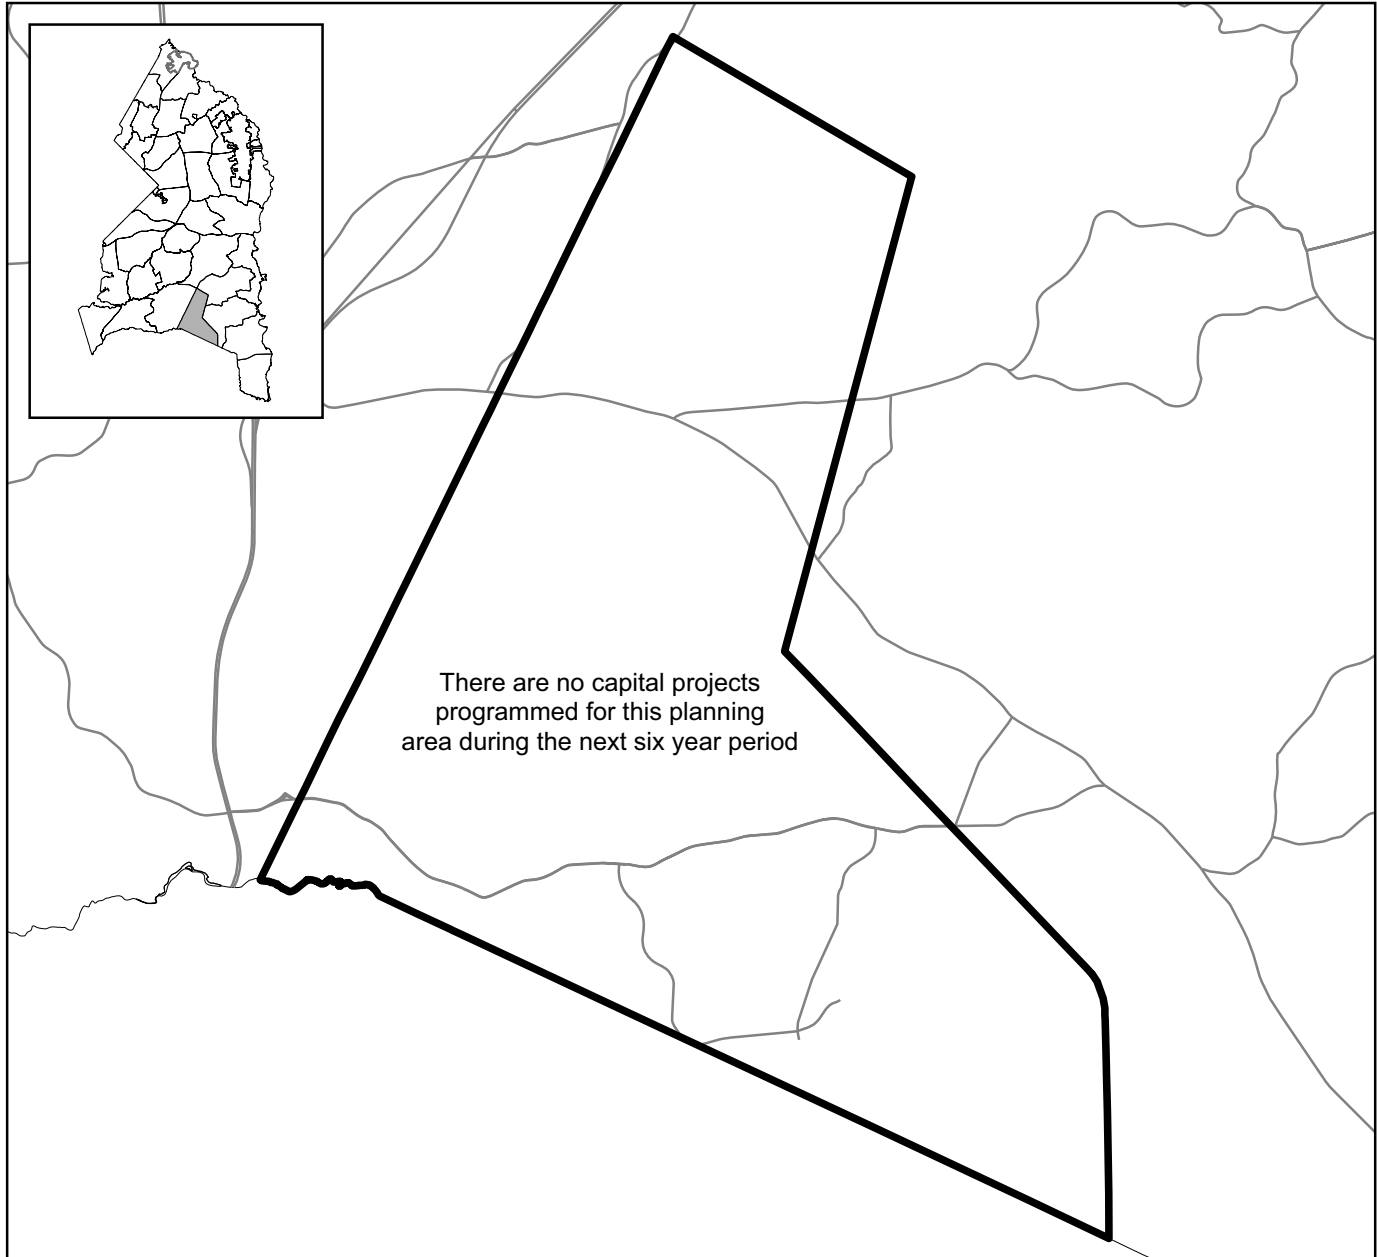 There are no capital projects
programmed for this planning
area during the next six year period